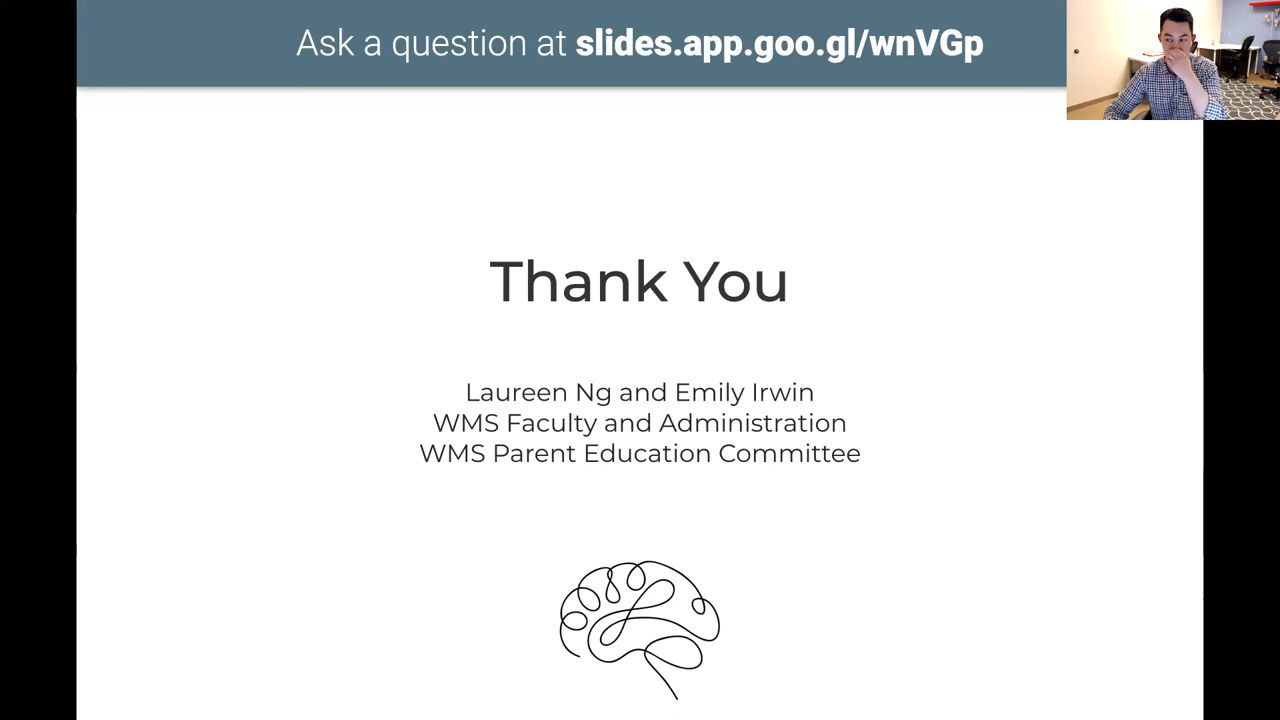 Ask a question at slides.app.goo.gl/wnVGp
Thank You
Laureen Ng and Emily Irwin
WMS Faculty and Administration
WMS Parent Education Committee